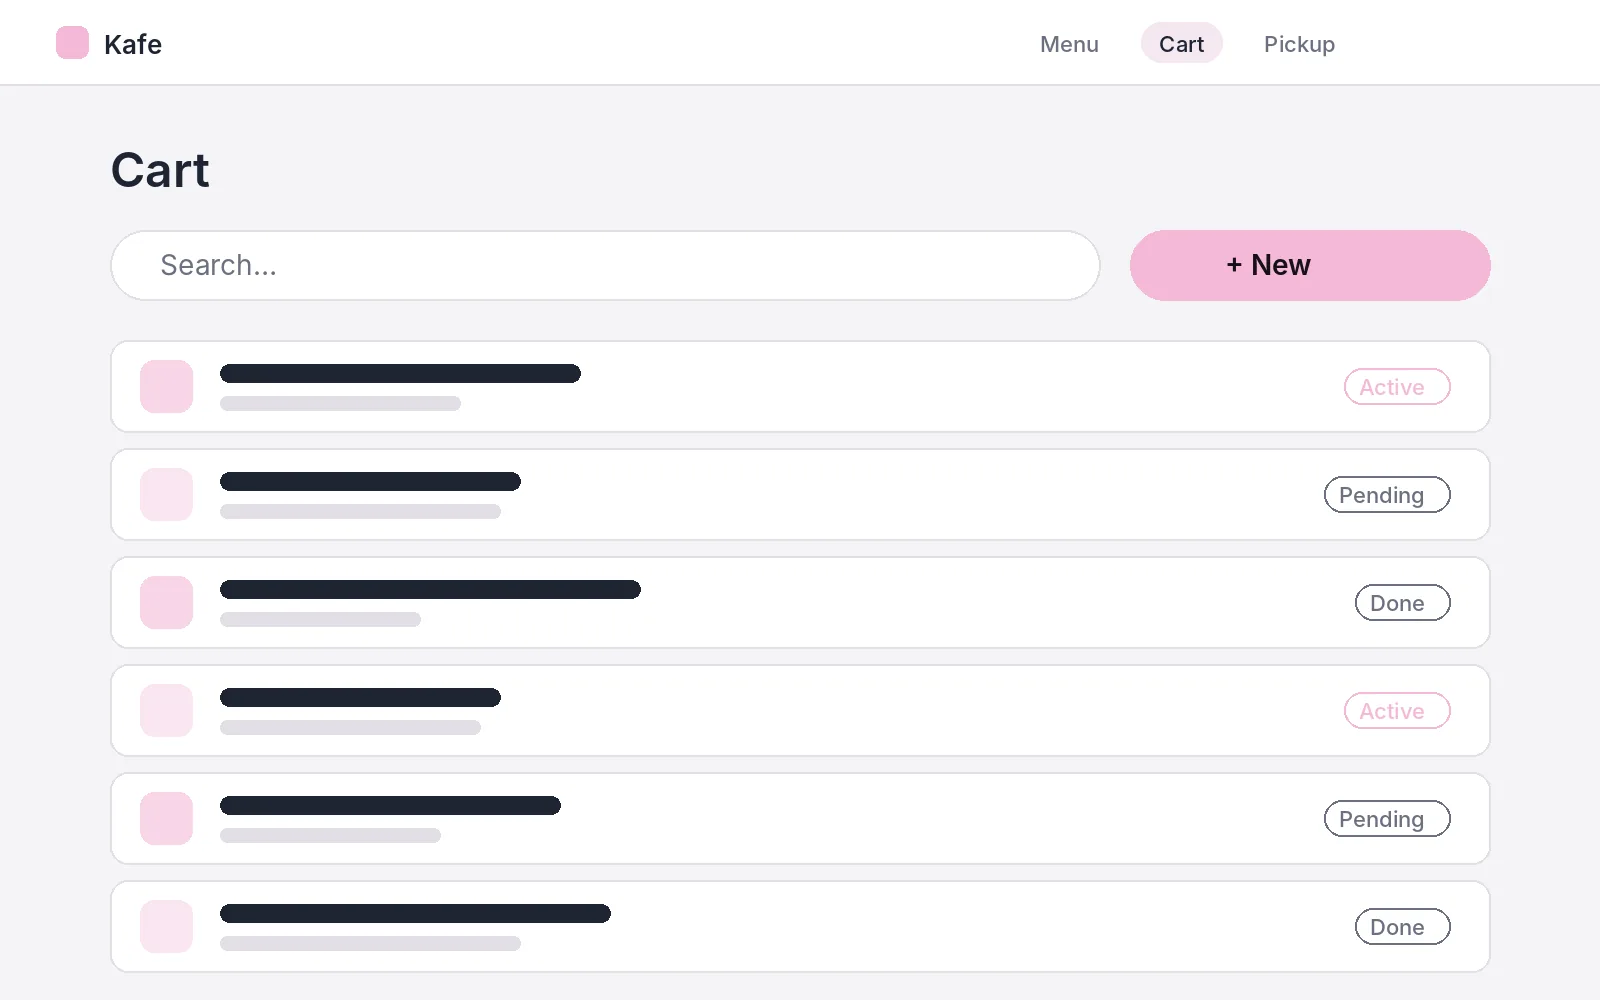 Kafe
Menu
Cart
Pickup
Cart
Search...
+ New
Active
Pending
Done
Active
Pending
Done